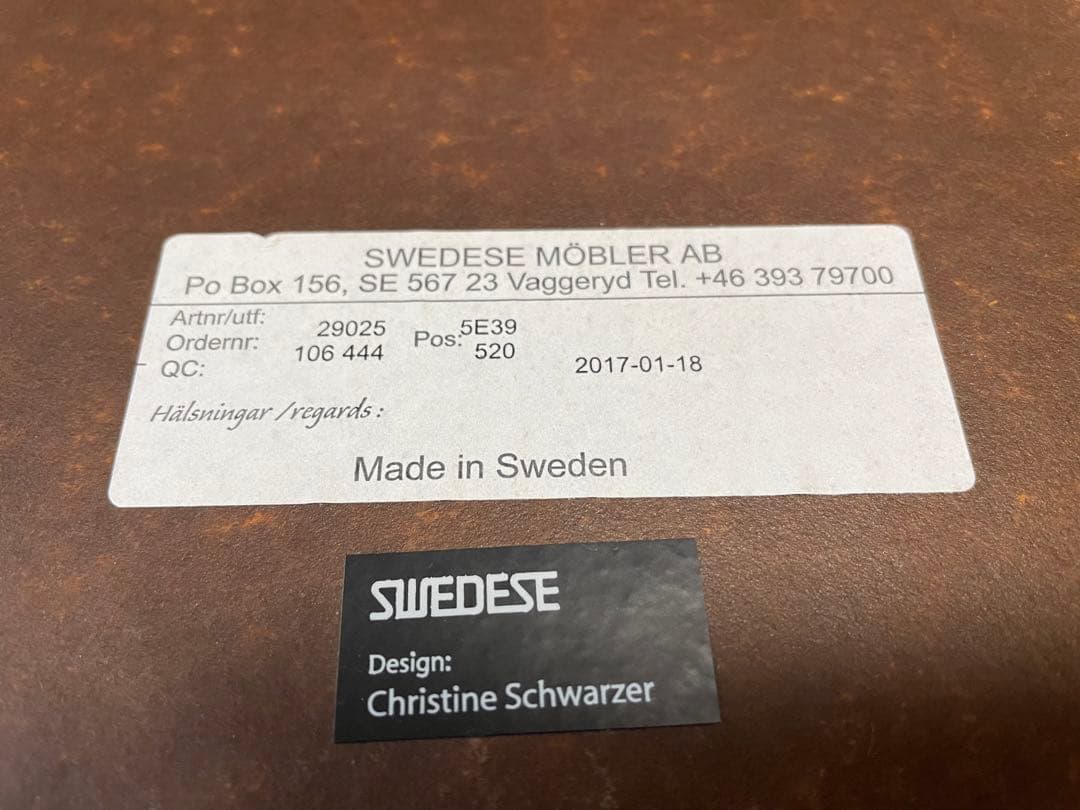 SWEDESE MÖBLER AB
Po Box 156, SE 567 23 Vaggeryd Tel. +46 393 79700
Artnr/utf: 29025 5E39
Ordernr: 106 444 Pos: 520
QC: 2017-01-18
Hälsningar /regards :
Made in Sweden
SWEDESE
Design:
Christine Schwarzer